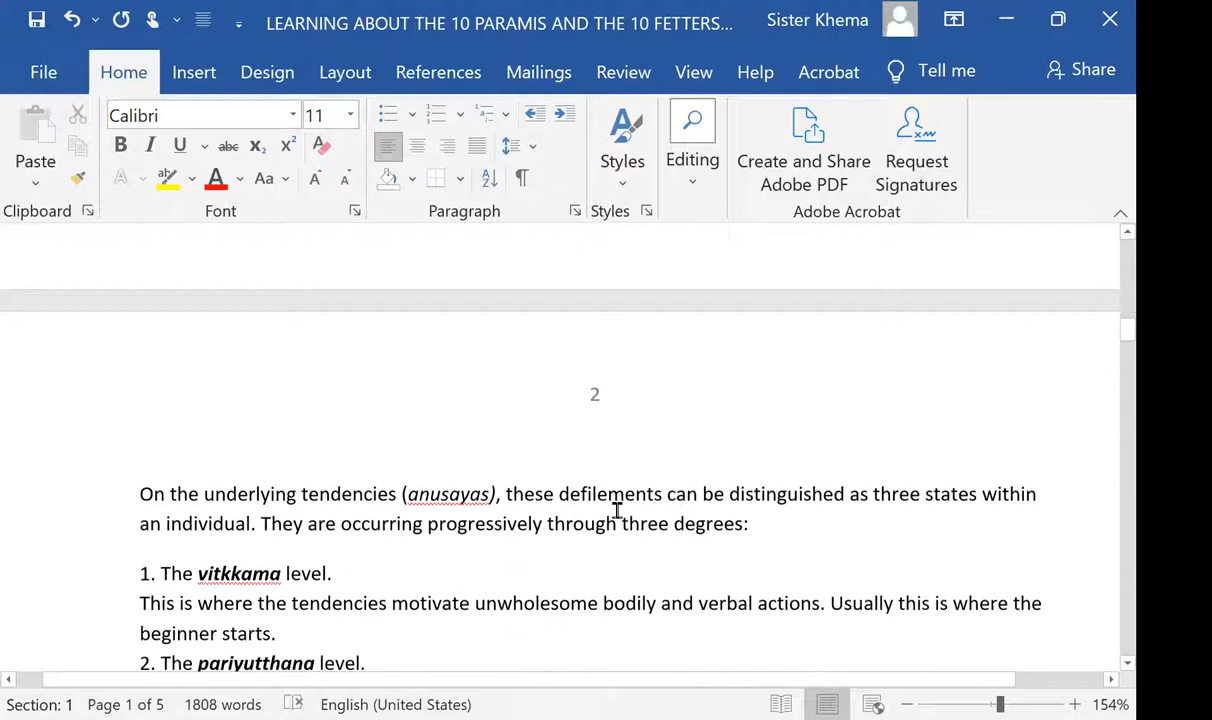 LEARNING ABOUT THE 10 PARAMIS AND THE 10 FETTERS...
Sister Khema
File Home Insert Design Layout References Mailings Review View Help Acrobat Tell me Share
Calibri 11
Paste
B I U abc x₂ x² A
A ab A Aa A A
Styles
Editing
Create and Share Adobe PDF
Request Signatures
Clipboard Font Paragraph Styles Adobe Acrobat
2
On the underlying tendencies (anusayas), these defilements can be distinguished as three states within
an individual. They are occurring progressively through three degrees:
1. The vitkkama level.
This is where the tendencies motivate unwholesome bodily and verbal actions. Usually this is where the
beginner starts.
2. The pariyutthana level.
Section: 1 Page 1 of 5 1808 words English (United States) 154%